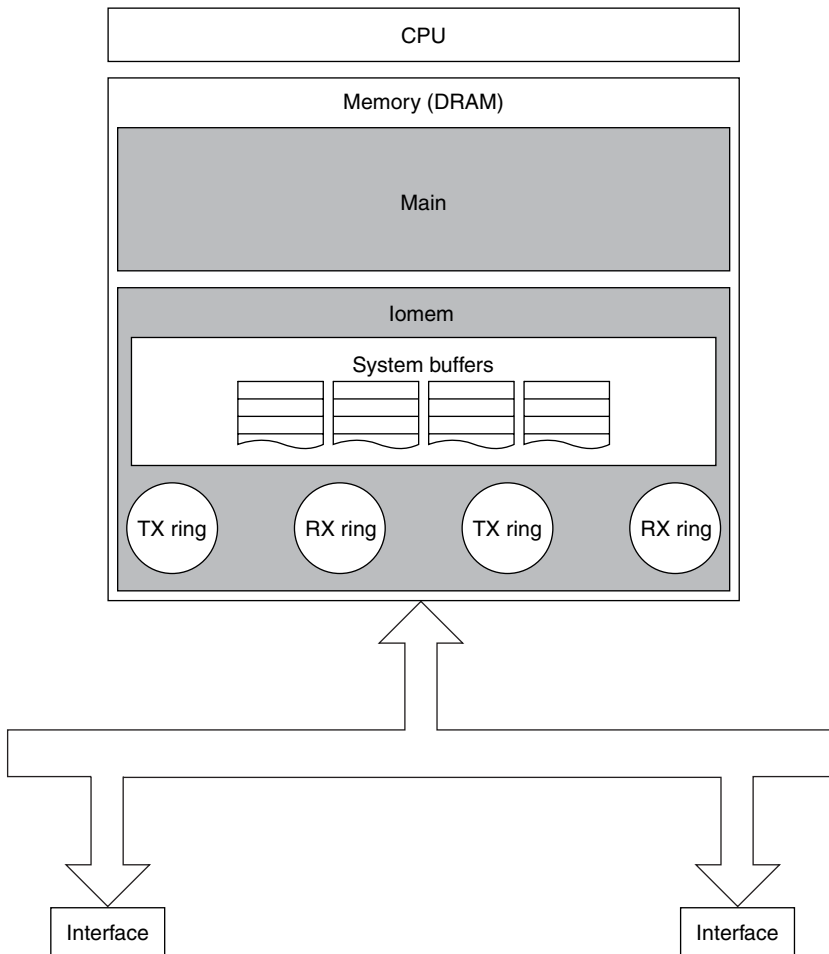 CPU
Memory (DRAM)
Main
Iomem
System buffers
TX ring
RX ring
TX ring
RX ring
Interface
Interface